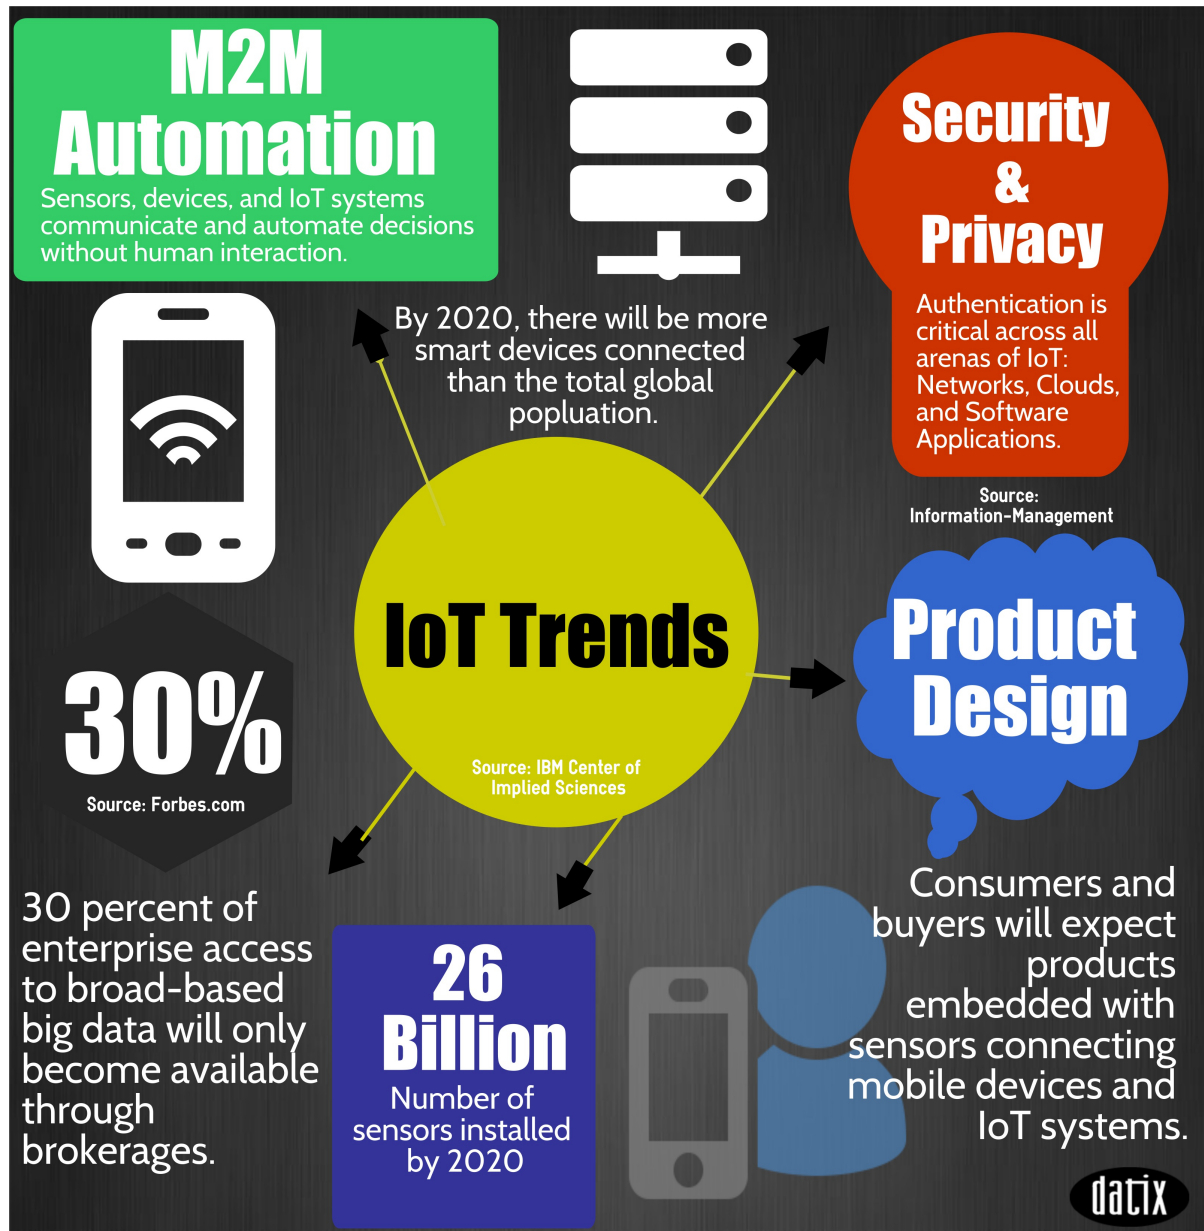 M2M
Automation
Sensors, devices, and IoT systems
communicate and automate decisions
without human interaction.
Security
&
Privacy
Authentication is
critical across all
arenas of IoT:
Networks, Clouds,
and Software
Applications.
Source:
Information-Management
By 2020, there will be more
smart devices connected
than the total global
popluation.
IoT Trends
Source: IBM Center of
Implied Sciences
Product
Design
Consumers and
buyers will expect
products
embedded with
sensors connecting
mobile devices and
IoT systems.
30%
Source: Forbes.com
30 percent of
enterprise access
to broad-based
big data will only
become available
through
brokerages.
26
Billion
Number of
sensors installed
by 2020
datix